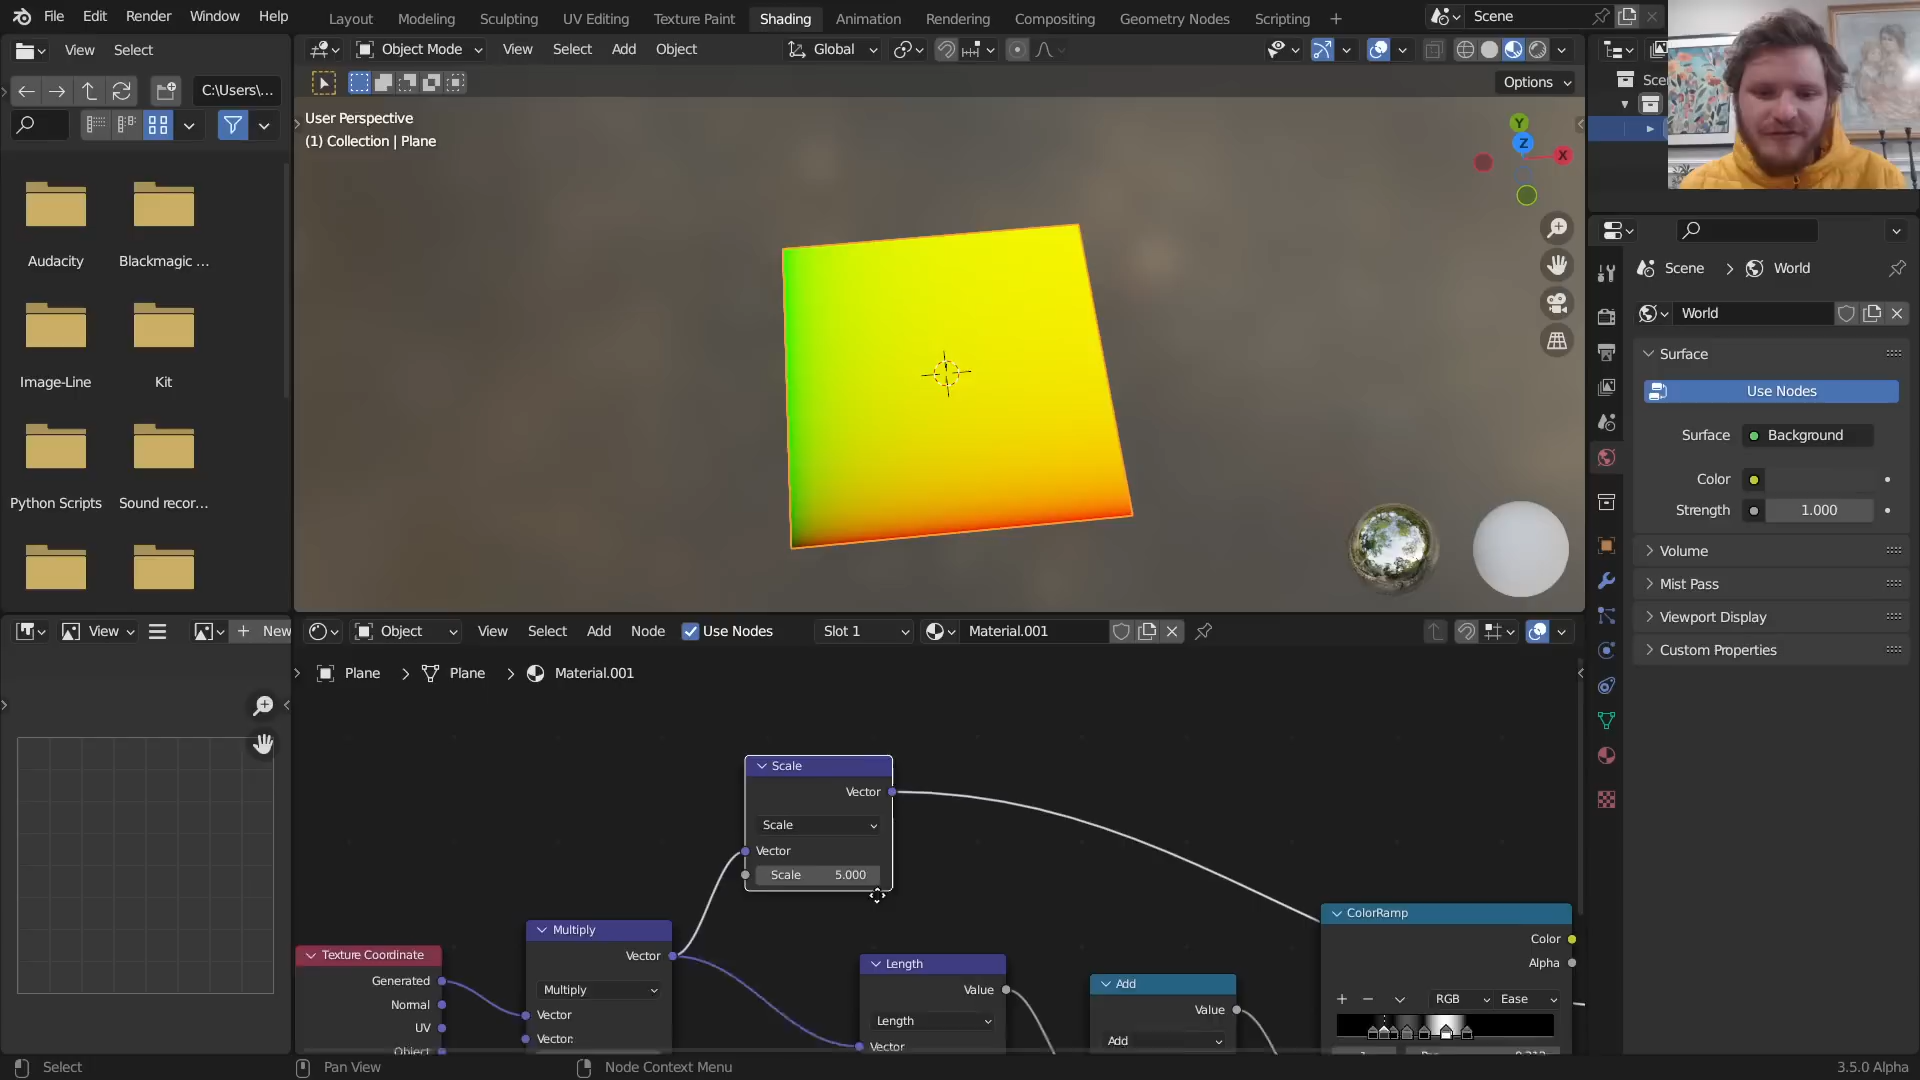 File Edit Render Window Help
Layout Modeling Sculpting UV Editing Texture Paint Shading Animation Rendering Compositing Geometry Nodes Scripting +
Scene
View Select
Object Mode View Select Add Object Global
Options
C:\Users\...
User Perspective
(1) Collection | Plane
Y
Z
X
Audacity
Blackmagic ...
Image-Line
Kit
Python Scripts
Sound recor...
Scene > World
World
Surface
Use Nodes
Surface Background
Color
Strength 1.000
Volume
Mist Pass
Viewport Display
Custom Properties
View
+ New
Object View Select Add Node Use Nodes Slot 1 Material.001
Plane > Plane > Material.001
Scale
Vector
Scale
Vector
Scale 5.000
Texture Coordinate
Generated
Normal
UV
Object
Multiply
Vector
Multiply
Vector
Vector:
Length
Value
Length
Vector
Add
Value
Add
ColorRamp
Color
Alpha
RGB Ease
Select
Pan View
Node Context Menu
3.5.0 Alpha